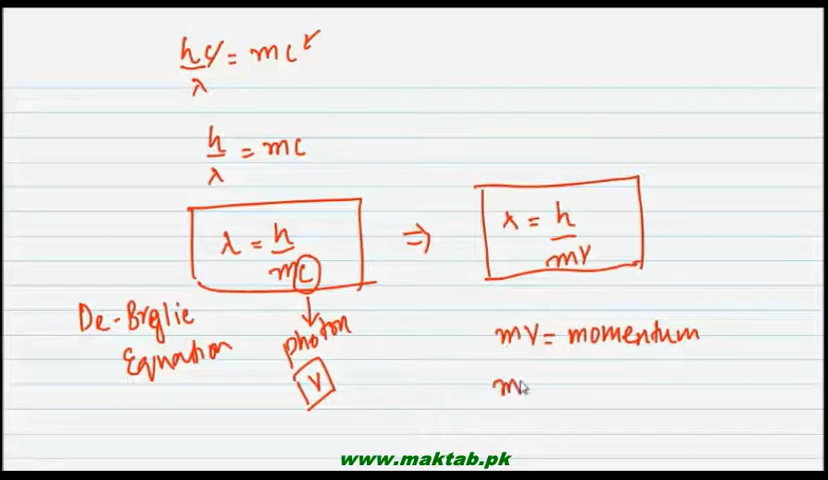 hc/λ = mc²
h/λ = mc
λ = h/mc ⇒ λ = h/mv
De-Broglie
Equation
photon
v
mv = momentum
m
www.maktab.pk